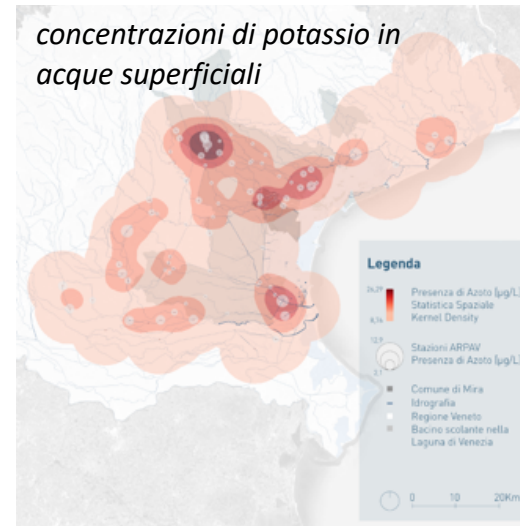 concentrazioni di potassio in
acque superficiali
Legenda
Presenza di Azoto [µg/L]
Statistica Spaziale
Kernel Density
Stazioni ARPAV
Presenza di Azoto [µg/L]
Comune di Mira
Idrografia
Regione Veneto
Bacino scolante nella
Laguna di Venezia
0 10 20Km